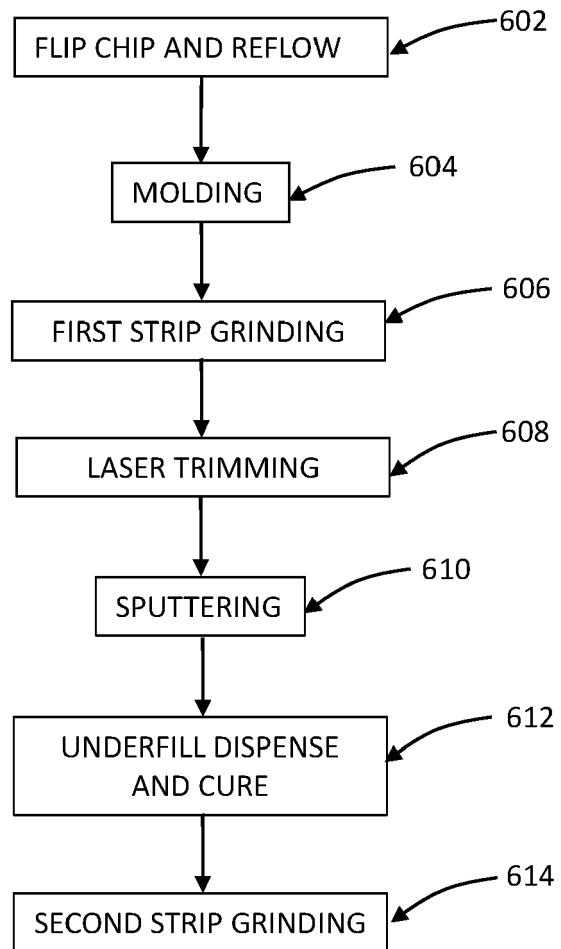 FLIP CHIP AND REFLOW
602
MOLDING
604
FIRST STRIP GRINDING
606
LASER TRIMMING
608
SPUTTERING
610
UNDERFILL DISPENSE
AND CURE
612
SECOND STRIP GRINDING
614